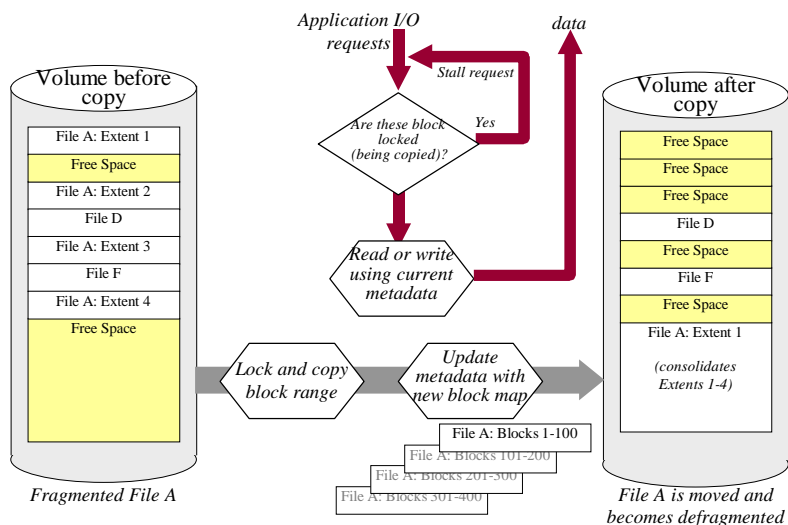 Application I/O
requests
data
Stall request
Yes
Are these block
locked
(being copied)?
Read or write
using current
metadata
Volume before
copy
File A: Extent 1
Free Space
File A: Extent 2
File D
File A: Extent 3
File F
File A: Extent 4
Free Space
Fragmented File A
Lock and copy
block range
Update
metadata with
new block map
File A: Blocks 1-100
File A: Blocks 101-200
File A: Blocks 201-300
File A: Blocks 301-400
Volume after
copy
Free Space
Free Space
Free Space
File D
Free Space
File F
Free Space
File A: Extent 1
(consolidates
Extents 1-4)
File A is moved and
becomes defragmented